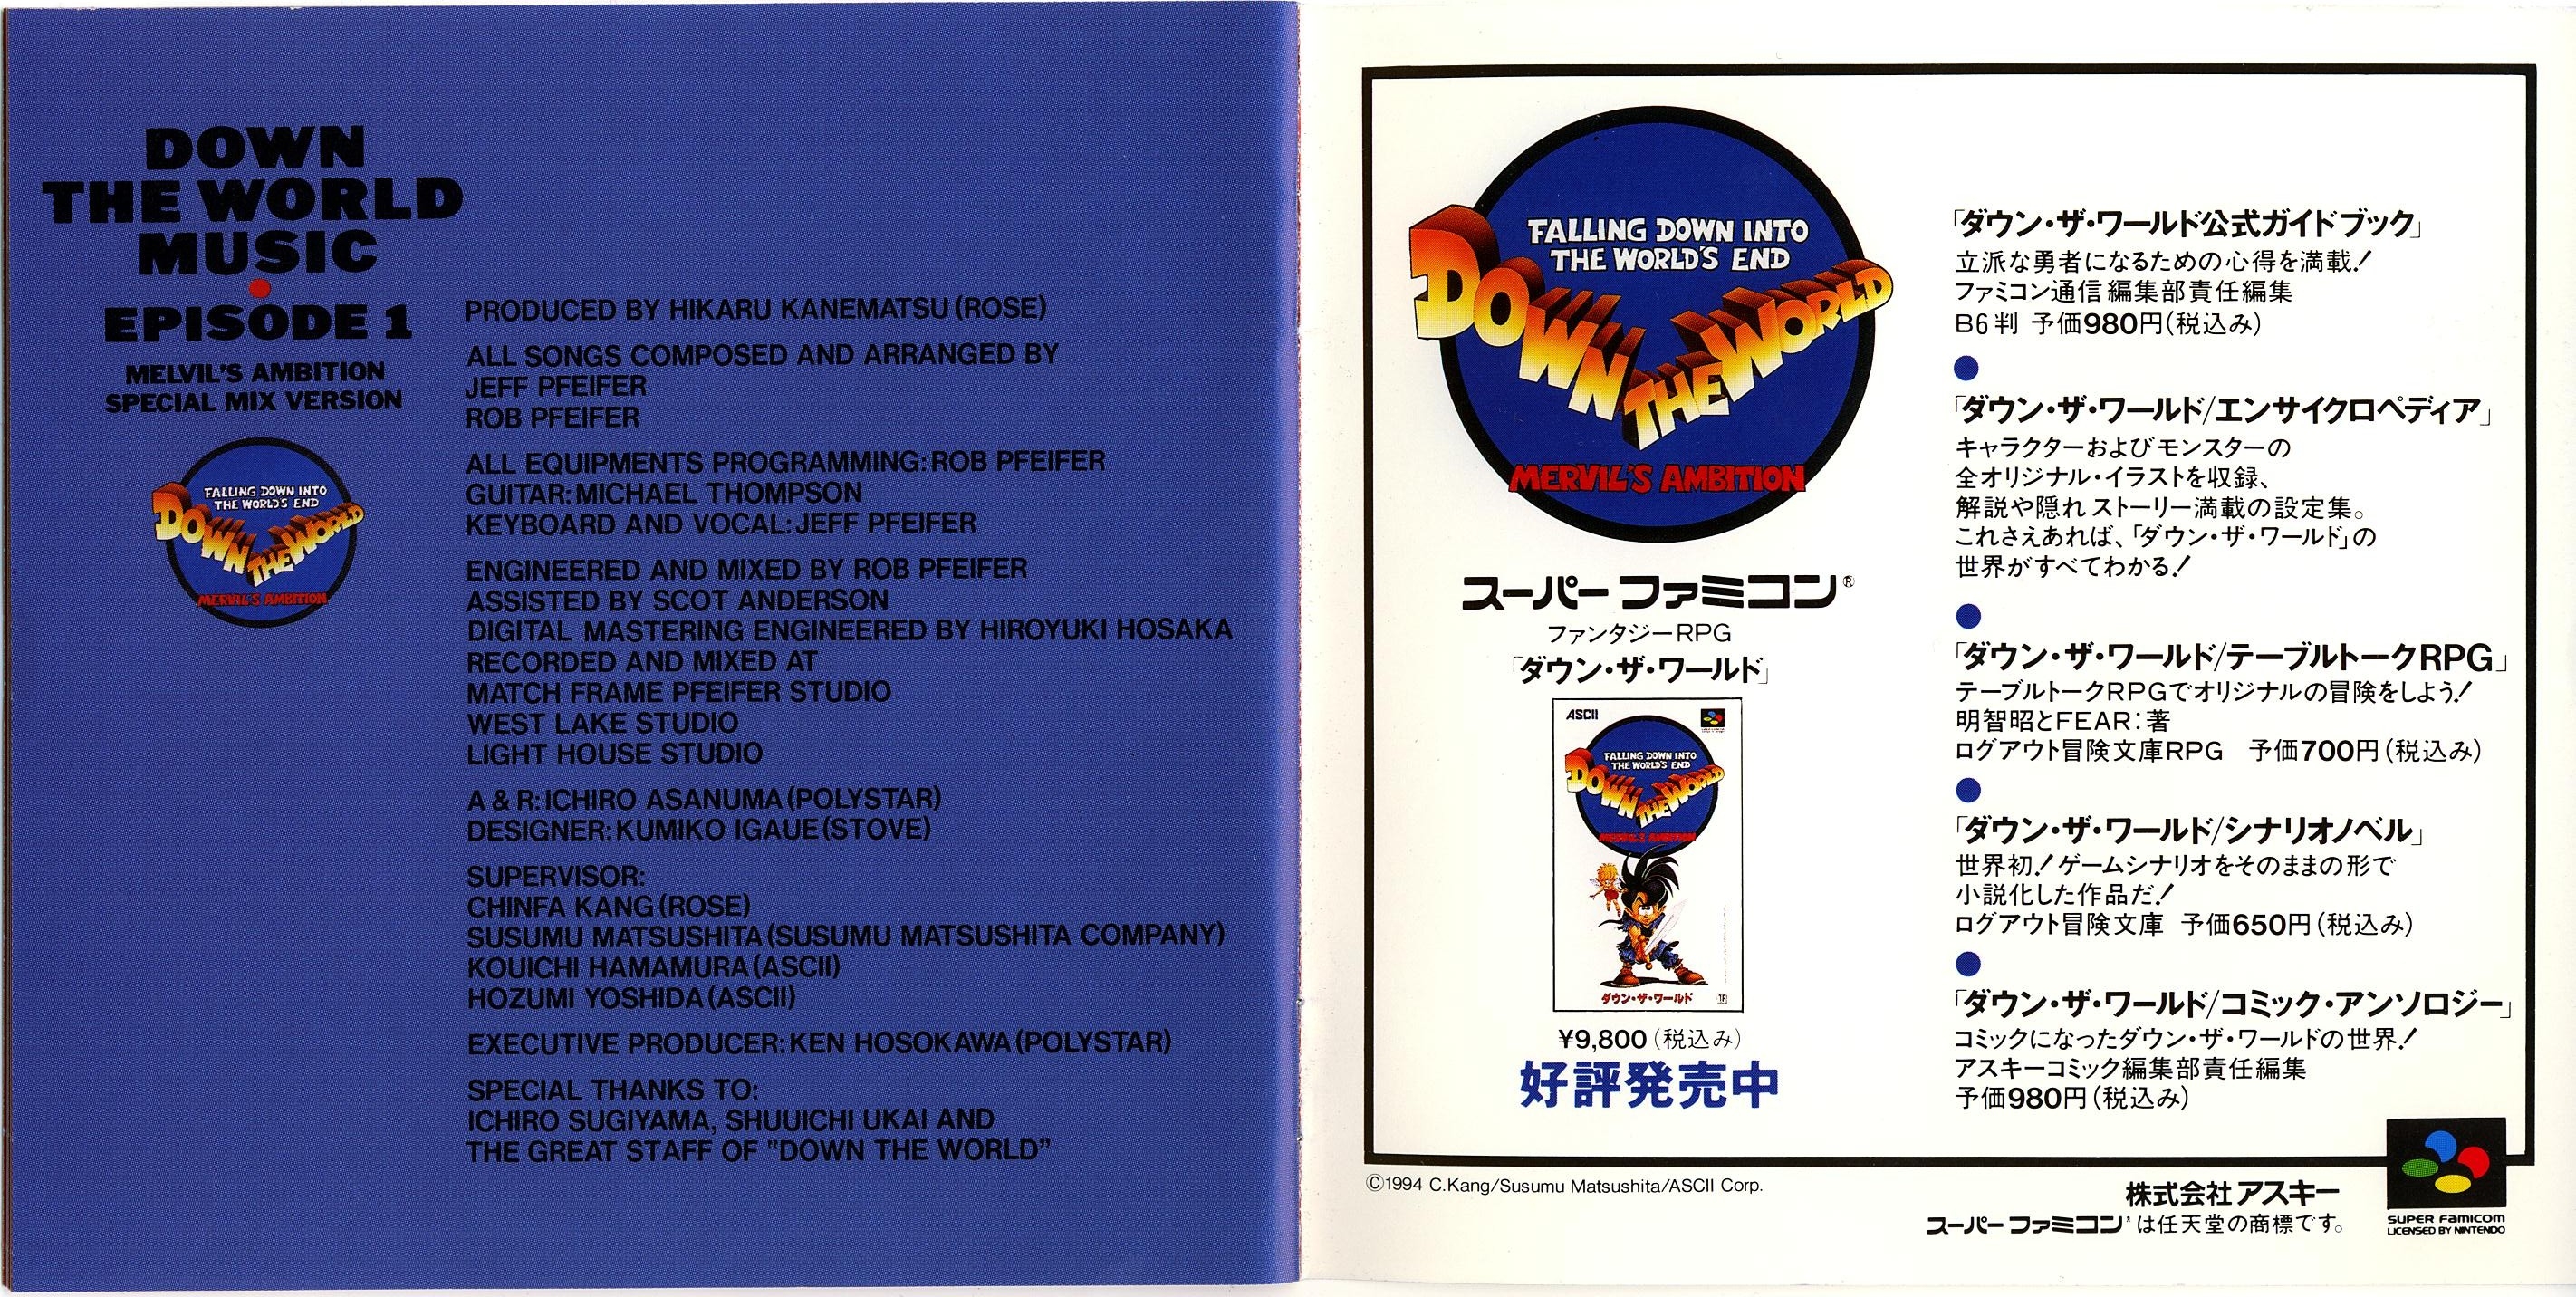 DOWN
THE WORLD
MUSIC
EPISODE 1
MELVIL'S AMBITION
SPECIAL MIX VERSION
FALLING DOWN INTO
THE WORLD'S END
DOWN THE WORLD
MERVIL'S AMBITION
PRODUCED BY HIKARU KANEMATSU (ROSE)
ALL SONGS COMPOSED AND ARRANGED BY
JEFF PFEIFER
ROB PFEIFER
ALL EQUIPMENTS PROGRAMMING: ROB PFEIFER
GUITAR: MICHAEL THOMPSON
KEYBOARD AND VOCAL: JEFF PFEIFER
ENGINEERED AND MIXED BY ROB PFEIFER
ASSISTED BY SCOT ANDERSON
DIGITAL MASTERING ENGINEERED BY HIROYUKI HOSAKA
RECORDED AND MIXED AT
MATCH FRAME PFEIFER STUDIO
WEST LAKE STUDIO
LIGHT HOUSE STUDIO
A & R: ICHIRO ASANUMA (POLYSTAR)
DESIGNER: KUMIKO IGAUE (STOVE)
SUPERVISOR:
CHINFA KANG (ROSE)
SUSUMU MATSUSHITA (SUSUMU MATSUSHITA COMPANY)
KOUICHI HAMAMURA (ASCII)
HOZUMI YOSHIDA (ASCII)
EXECUTIVE PRODUCER: KEN HOSOKAWA (POLYSTAR)
SPECIAL THANKS TO:
ICHIRO SUGIYAMA, SHUUICHI UKAI AND
THE GREAT STAFF OF "DOWN THE WORLD"
FALLING DOWN INTO
THE WORLD'S END
DOWN THE WORLD
MERVIL'S AMBITION
スーパーファミコン®
ファンタジーRPG
「ダウン・ザ・ワールド」
ASCII
FALLING DOWN INTO
THE WORLD'S END
DOWN THE WORLD
MERVIL'S AMBITION
ダウン・ザ・ワールド
¥9,800(税込み)
好評発売中
「ダウン・ザ・ワールド公式ガイドブック」
立派な勇者になるための心得を満載!
ファミコン通信編集部責任編集
B6判 予価980円(税込み)
●
「ダウン・ザ・ワールド/エンサイクロペディア」
キャラクターおよびモンスターの
全オリジナル・イラストを収録、
解説や隠れストーリー満載の設定集。
これさえあれば、「ダウン・ザ・ワールド」の
世界がすべてわかる!
●
「ダウン・ザ・ワールド/テーブルトークRPG」
テーブルトークRPGでオリジナルの冒険をしよう!
明智昭とFEAR:著
ログアウト冒険文庫RPG 予価700円(税込み)
●
「ダウン・ザ・ワールド/シナリオノベル」
世界初!ゲームシナリオをそのままの形で
小説化した作品だ!
ログアウト冒険文庫 予価650円(税込み)
●
「ダウン・ザ・ワールド/コミック・アンソロジー」
コミックになったダウン・ザ・ワールドの世界!
アスキーコミック編集部責任編集
予価980円(税込み)
©1994 C.Kang/Susumu Matsushita/ASCII Corp.
株式会社アスキー
スーパーファミコン®は任天堂の商標です。
SUPER FAMICOM
LICENSED BY NINTENDO